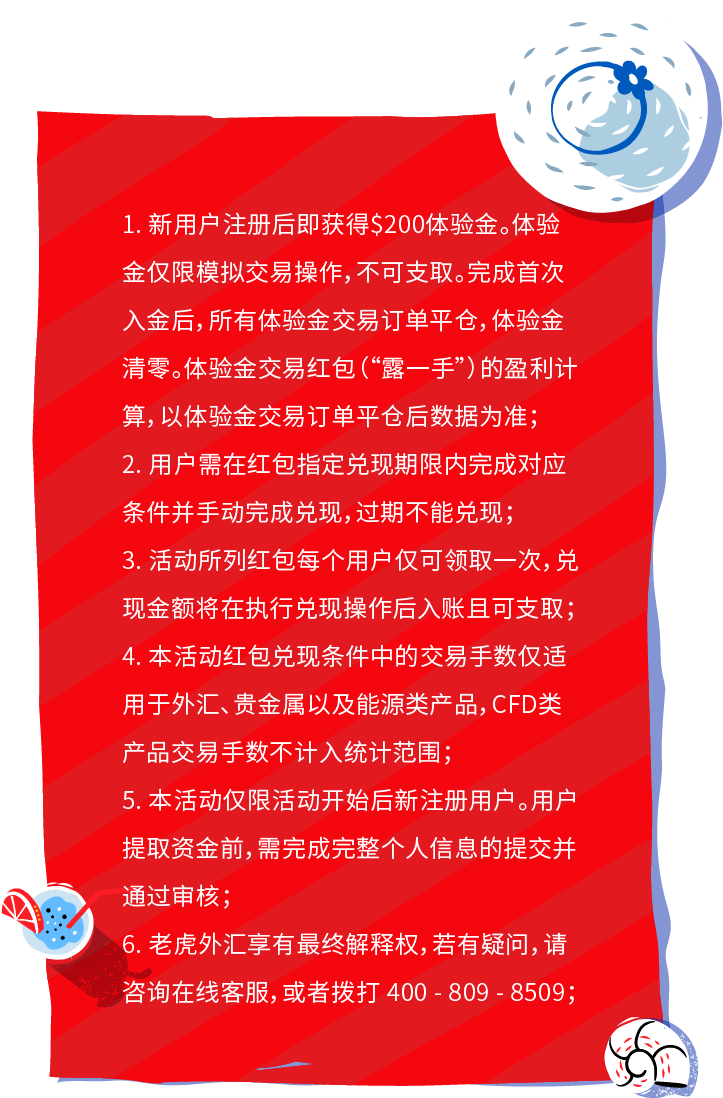 1. 新用户注册后即获得$200体验金。体验
金仅限模拟交易操作，不可支取。完成首次
入金后，所有体验金交易订单平仓，体验金
清零。体验金交易红包（“露一手”）的盈利计
算，以体验金交易订单平仓后数据为准；
2. 用户需在红包指定兑现期限内完成对应
条件并手动完成兑现，过期不能兑现；
3. 活动所列红包每个用户仅可领取一次，兑
现金额将在执行兑现操作后入账且可支取；
4. 本活动红包兑现条件中的交易手数仅适
用于外汇、贵金属以及能源类产品，CFD类
产品交易手数不计入统计范围；
5. 本活动仅限活动开始后新注册用户。用户
提取资金前，需完成完整个人信息的提交并
通过审核；
6. 老虎外汇享有最终解释权，若有疑问，请
咨询在线客服，或者拨打 400 - 809 - 8509；